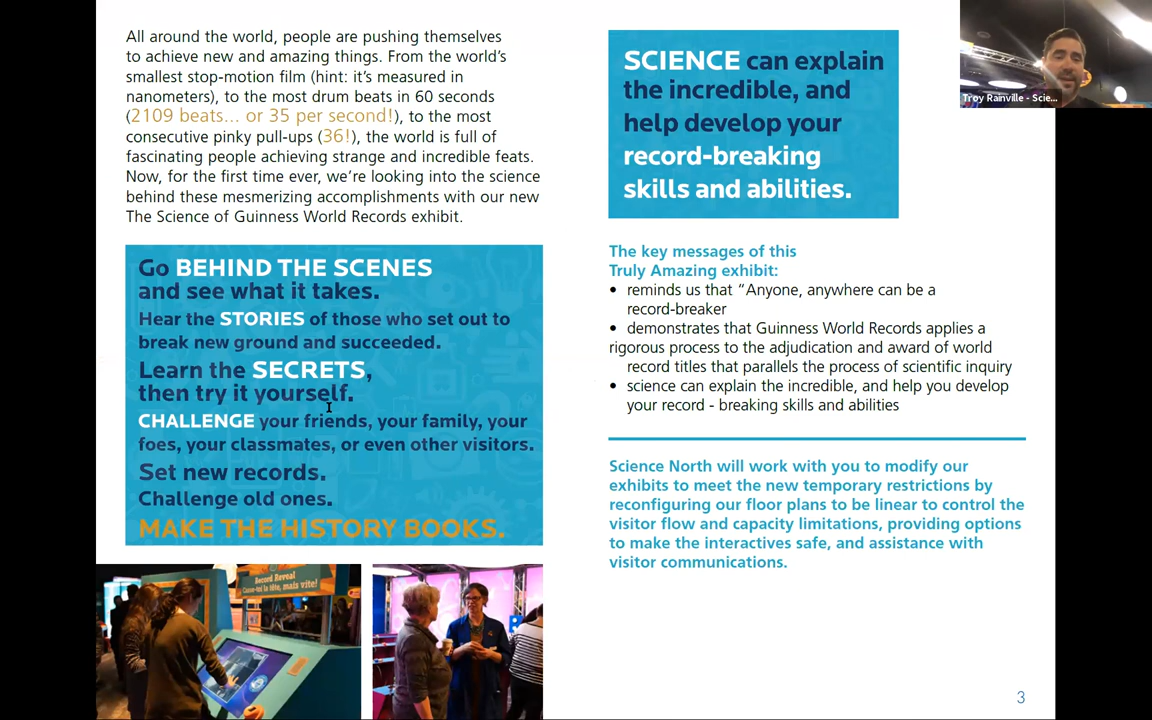 All around the world, people are pushing themselves
to achieve new and amazing things. From the world's
smallest stop-motion film (hint: it's measured in
nanometers), to the most drum beats in 60 seconds
(2109 beats... or 35 per second!), to the most
consecutive pinky pull-ups (36!), the world is full of
fascinating people achieving strange and incredible feats.
Now, for the first time ever, we're looking into the science
behind these mesmerizing accomplishments with our new
The Science of Guinness World Records exhibit.
Go BEHIND THE SCENES
and see what it takes.
Hear the STORIES of those who set out to
break new ground and succeeded.
Learn the SECRETS,
then try it yourself.
CHALLENGE your friends, your family, your
foes, your classmates, or even other visitors.
Set new records.
Challenge old ones.
MAKE THE HISTORY BOOKS.
Record Reveal
Casse-toi la tête, mais vite!
SCIENCE can explain
the incredible, and
help develop your
record-breaking
skills and abilities.
The key messages of this
Truly Amazing exhibit:
• reminds us that “Anyone, anywhere can be a
record-breaker
• demonstrates that Guinness World Records applies a
rigorous process to the adjudication and award of world
record titles that parallels the process of scientific inquiry
• science can explain the incredible, and help you develop
your record - breaking skills and abilities
Science North will work with you to modify our
exhibits to meet the new temporary restrictions by
reconfiguring our floor plans to be linear to control the
visitor flow and capacity limitations, providing options
to make the interactives safe, and assistance with
visitor communications.
3
Troy Rainville - Scie...